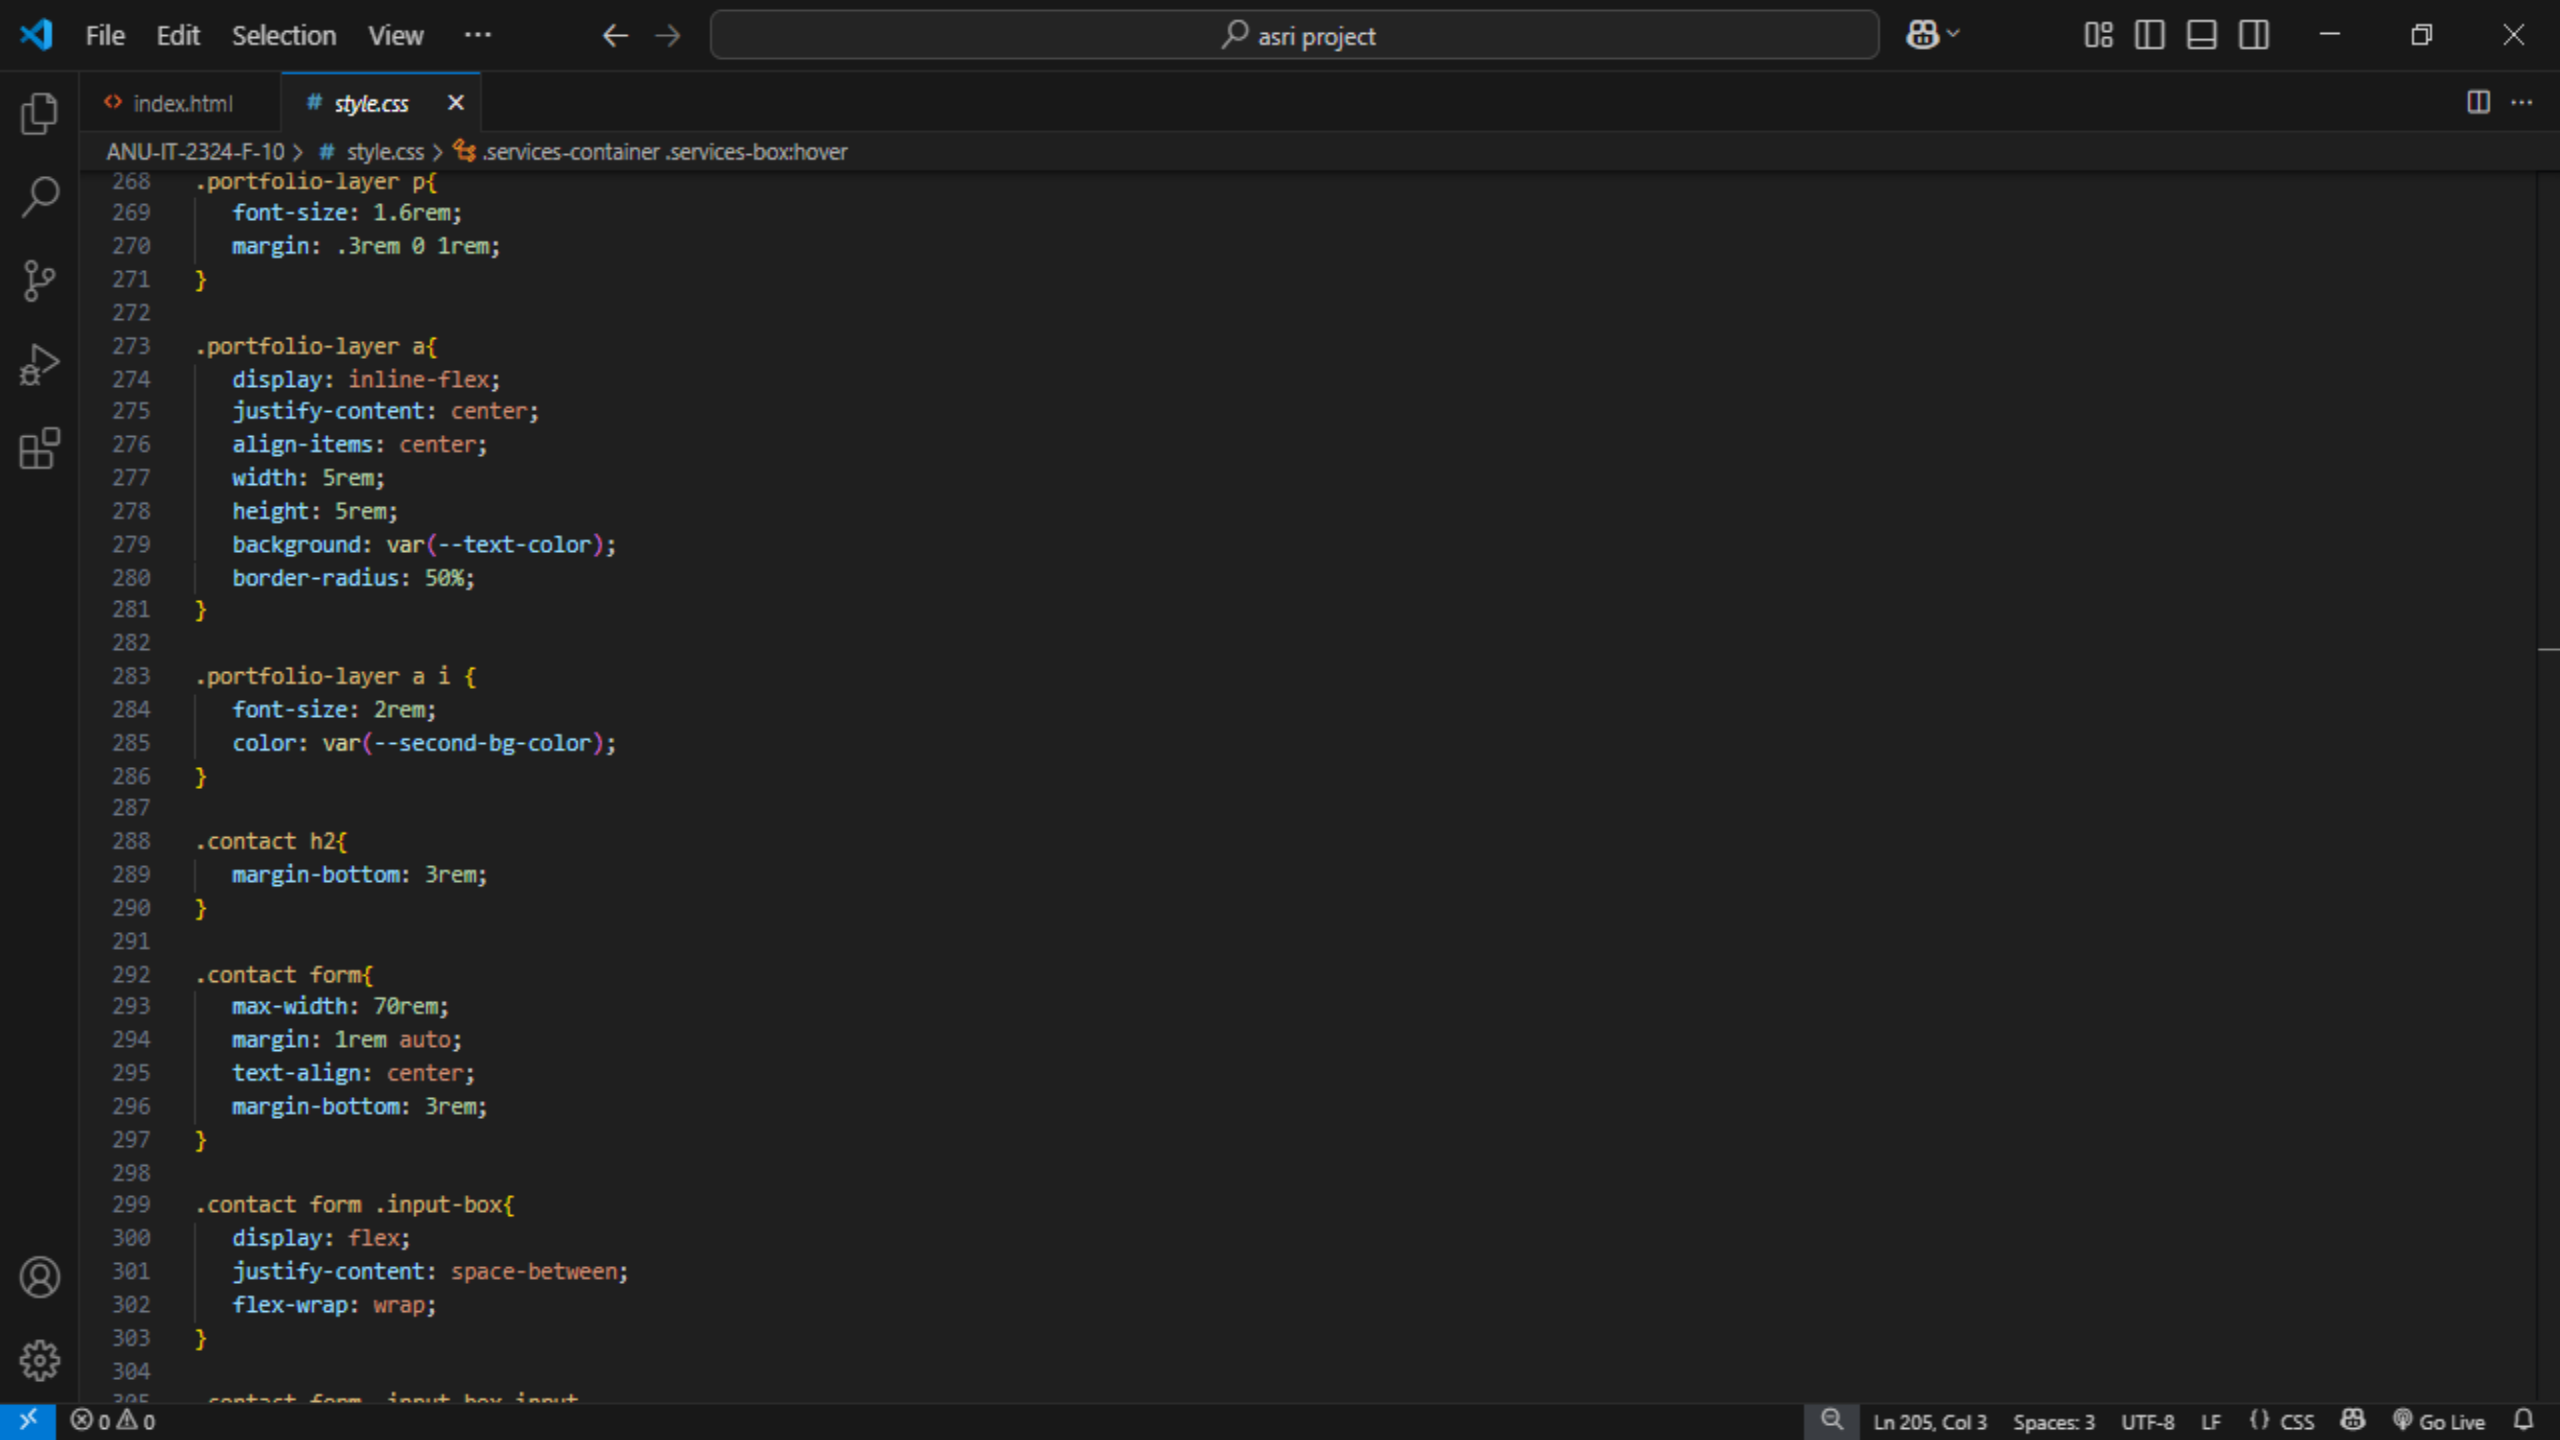 File Edit Selection View ··· asri project
index.html # style.css
ANU-IT-2324-F-10 > # style.css > .services-container .services-box:hover
268 .portfolio-layer p{
269 font-size: 1.6rem;
270 margin: .3rem 0 1rem;
271 }
272
273 .portfolio-layer a{
274 display: inline-flex;
275 justify-content: center;
276 align-items: center;
277 width: 5rem;
278 height: 5rem;
279 background: var(--text-color);
280 border-radius: 50%;
281 }
282
283 .portfolio-layer a i {
284 font-size: 2rem;
285 color: var(--second-bg-color);
286 }
287
288 .contact h2{
289 margin-bottom: 3rem;
290 }
291
292 .contact form{
293 max-width: 70rem;
294 margin: 1rem auto;
295 text-align: center;
296 margin-bottom: 3rem;
297 }
298
299 .contact form .input-box{
300 display: flex;
301 justify-content: space-between;
302 flex-wrap: wrap;
303 }
304
305 .contact form .input-box input
0 0 Ln 205, Col 3 Spaces: 3 UTF-8 LF {} CSS Go Live